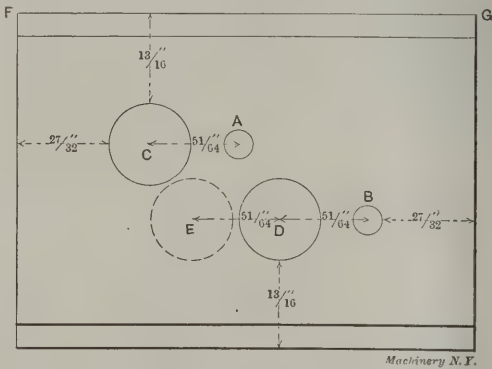 F G
13/16"
A
27/32" C 51/64"
B
E 51/64" D 51/64" 27/32"
13/16"
Machinery N.Y.